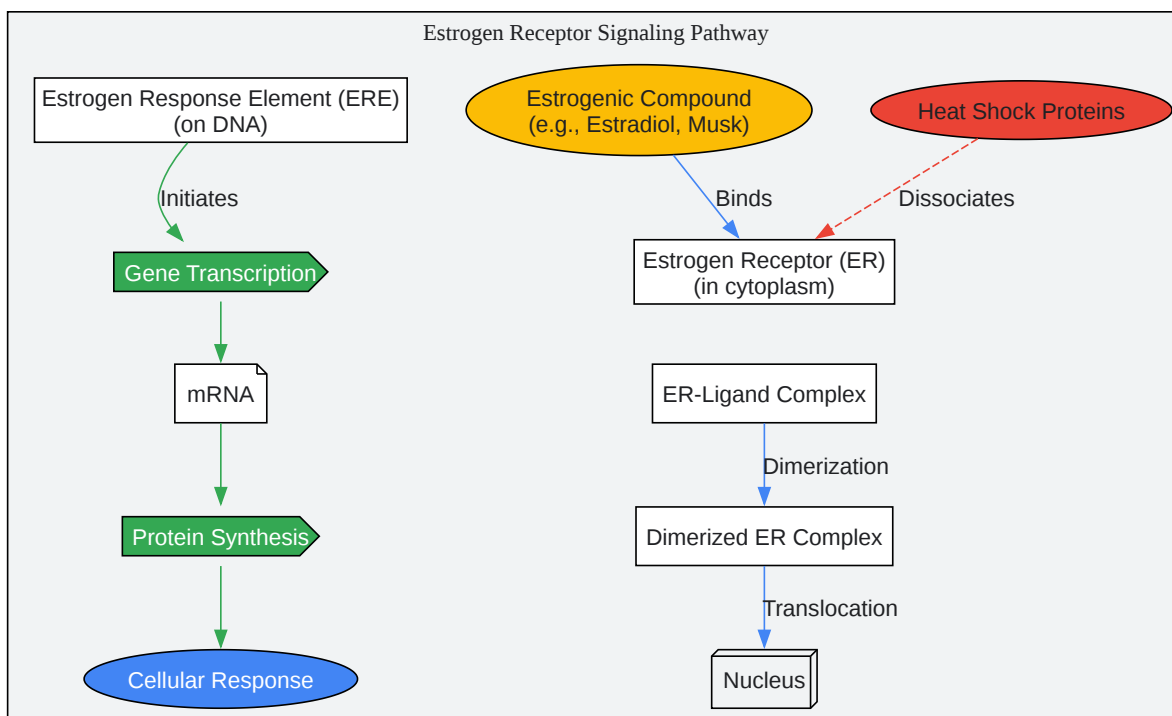 Estrogen Receptor Signaling Pathway
Estrogen Response Element (ERE)
(on DNA)
Estrogenic Compound
(e.g., Estradiol, Musk)
Heat Shock Proteins
Initiates
Binds
Dissociates
Gene Transcription
Estrogen Receptor (ER)
(in cytoplasm)
mRNA
ER-Ligand Complex
Dimerization
Protein Synthesis
Dimerized ER Complex
Translocation
Cellular Response
Nucleus